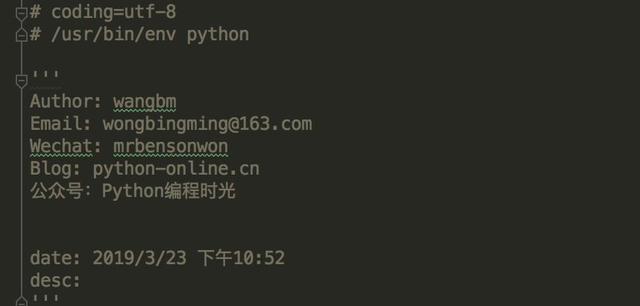 # coding=utf-8
# /usr/bin/env python
'''
Author: wangbm
Email: wongbingming@163.com
Wechat: mrbensonwon
Blog: python-online.cn
公众号：Python编程时光
date: 2019/3/23 下午10:52
desc:
'''